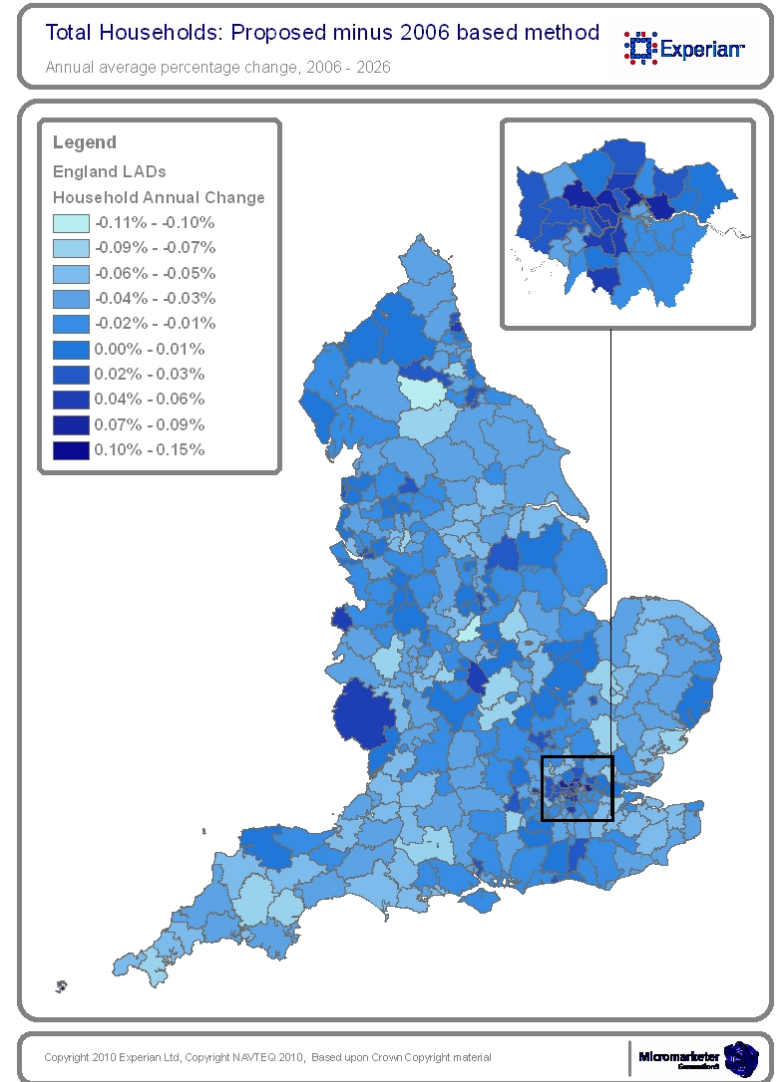 Total Households: Proposed minus 2006 based method
Annual average percentage change, 2006 - 2026
Experian
Legend
England LADs
Household Annual Change
-0.11% - -0.10%
-0.09% - -0.07%
-0.06% - -0.05%
-0.04% - -0.03%
-0.02% - -0.01%
0.00% - 0.01%
0.02% - 0.03%
0.04% - 0.06%
0.07% - 0.09%
0.10% - 0.15%
Copyright 2010 Experian Ltd, Copyright NAVTEQ 2010, Based upon Crown Copyright material
Micromarketer